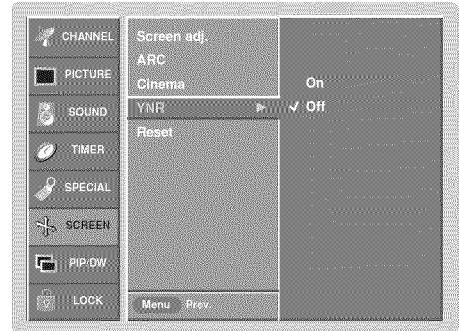 CHANNEL
PICTURE
SOUND
TIMER
SPECIAL
SCREEN
PIP/DW
LOCK
Screen adj.
ARC
Cinema
YNR
Reset
Menu Prev.
On
✓ Off